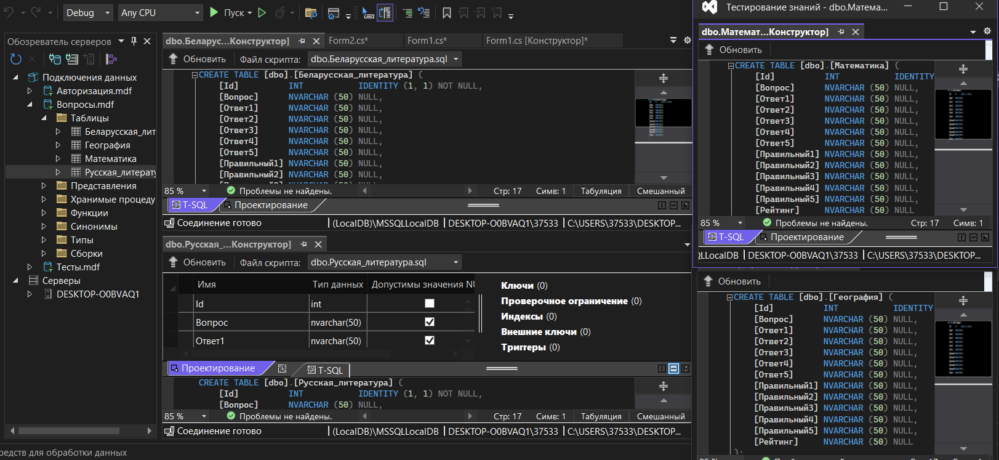 Debug
Any CPU
Пуск
Тестирование знаний - dbo.Матема...
Обозреватель серверов
Подключения данных
Авторизация.mdf
Вопросы.mdf
Таблицы
Беларусская_лит
География
Математика
Русская_литерату
Представления
Хранимые процеду
Функции
Синонимы
Типы
Сборки
Тесты.mdf
Серверы
DESKTOP-O0BVAQ1
редств для обработки данных
dbo.Беларус...Конструктор]
Form2.cs*
Form1.cs*
Form1.cs [Конструктор]*
Обновить
Файл скрипта:
dbo.Беларусская_литература.sql
CREATE TABLE [dbo].[Беларусская_литература] (
[Id] INT IDENTITY (1, 1) NOT NULL,
[Вопрос] NVARCHAR (50) NULL,
[Ответ1] NVARCHAR (50) NULL,
[Ответ2] NVARCHAR (50) NULL,
[Ответ3] NVARCHAR (50) NULL,
[Ответ4] NVARCHAR (50) NULL,
[Ответ5] NVARCHAR (50) NULL,
[Правильный1] NVARCHAR (50) NULL,
[Правильный2] NVARCHAR (50) NULL,
85 %
Проблемы не найдены.
Стр: 17
Симв: 1
Табуляция
Смешанный
T-SQL
Проектирование
Соединение готово
(LocalDB)\MSSQLLocalDB
DESKTOP-O0BVAQ1\37533
C:\USERS\37533\DESKTOP...
dbo.Русская_...Конструктор]
Обновить
Файл скрипта:
dbo.Русская_литература.sql
Имя
Тип данных
Допустимы значения NU
Id
int
Вопрос
nvarchar(50)
Ответ1
nvarchar(50)
Ключи (0)
Проверочное ограничение (0)
Индексы (0)
Внешние ключи (0)
Триггеры (0)
Проектирование
T-SQL
CREATE TABLE [dbo].[Русская_литература] (
[Id] INT IDENTITY (1, 1) NOT NULL,
[Вопрос] NVARCHAR (50) NULL,
85 %
Проблемы не найдены.
Стр: 17
Симв: 1
Табуляция
Смешанный
Соединение готово
(LocalDB)\MSSQLLocalDB
DESKTOP-O0BVAQ1\37533
C:\USERS\37533\DESKTOP...
dbo.Математ...Конструктор]
Обновить
CREATE TABLE [dbo].[Математика] (
[Id] INT IDENTITY
[Вопрос] NVARCHAR (50) NULL,
[Ответ1] NVARCHAR (50) NULL,
[Ответ2] NVARCHAR (50) NULL,
[Ответ3] NVARCHAR (50) NULL,
[Ответ4] NVARCHAR (50) NULL,
[Ответ5] NVARCHAR (50) NULL,
[Правильный1] NVARCHAR (50) NULL,
[Правильный2] NVARCHAR (50) NULL,
[Правильный3] NVARCHAR (50) NULL,
[Правильный4] NVARCHAR (50) NULL,
[Правильный5] NVARCHAR (50) NULL,
[Рейтинг] NVARCHAR (50) NULL
85 %
Проблемы не найдены.
Стр: 17
Симв: 1
T-SQL
Проектирование
QLLocalDB
DESKTOP-O0BVAQ1\37533
C:\USERS\37533\DESKTOP...
Обновить
CREATE TABLE [dbo].[География] (
[Id] INT IDENTITY
[Вопрос] NVARCHAR (50) NULL,
[Ответ1] NVARCHAR (50) NULL,
[Ответ2] NVARCHAR (50) NULL,
[Ответ3] NVARCHAR (50) NULL,
[Ответ4] NVARCHAR (50) NULL,
[Ответ5] NVARCHAR (50) NULL,
[Правильный1] NVARCHAR (50) NULL,
[Правильный2] NVARCHAR (50) NULL,
[Правильный3] NVARCHAR (50) NULL,
[Правильный4] NVARCHAR (50) NULL,
[Правильный5] NVARCHAR (50) NULL,
[Рейтинг] NVARCHAR (50) NULL
);